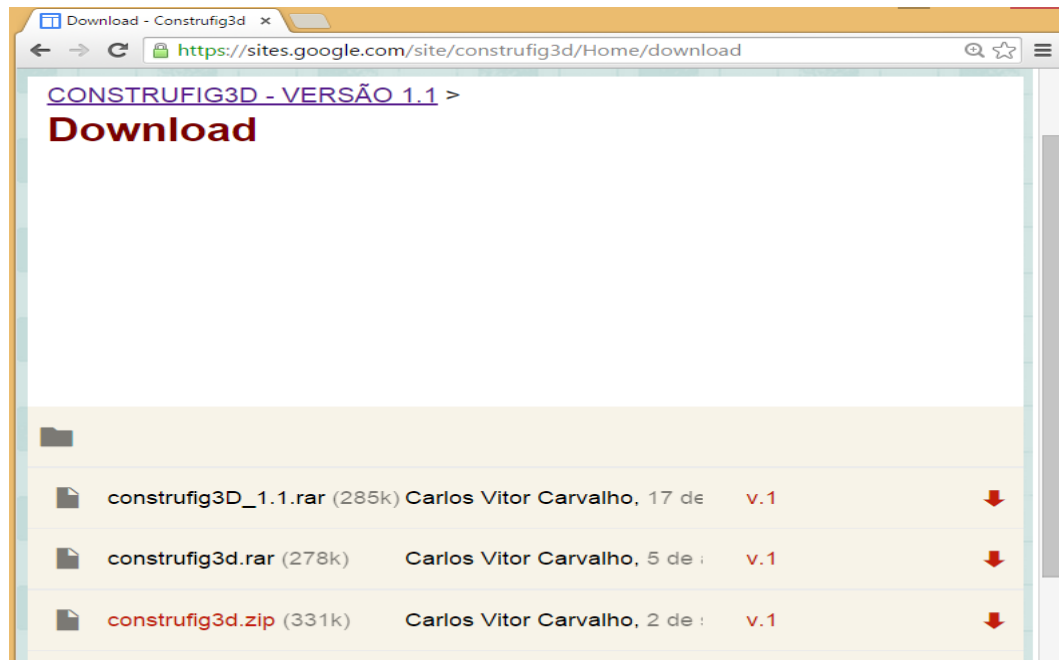 Download - Construfig3d
https://sites.google.com/site/construfig3d/Home/download
CONSTRUFIG3D - VERSÃO 1.1 >
Download
construfig3D_1.1.rar (285k) Carlos Vitor Carvalho, 17 de v.1
construfig3d.rar (278k) Carlos Vitor Carvalho, 5 de v.1
construfig3d.zip (331k) Carlos Vitor Carvalho, 2 de v.1